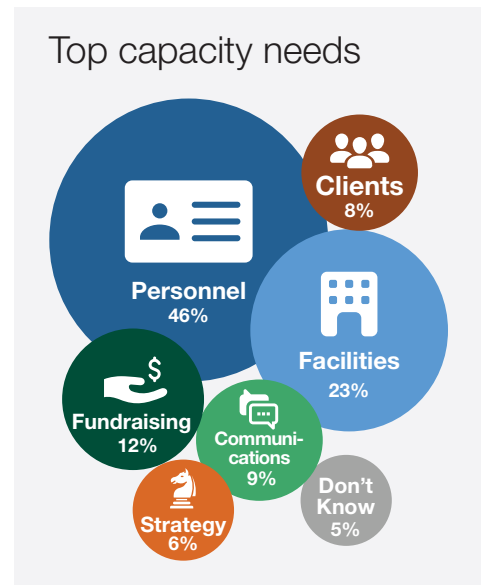 Top capacity needs
Clients
8%
Personnel
46%
Facilities
23%
$
Fundraising
12%
Communi-
cations
9%
Don't
Know
5%
Strategy
6%